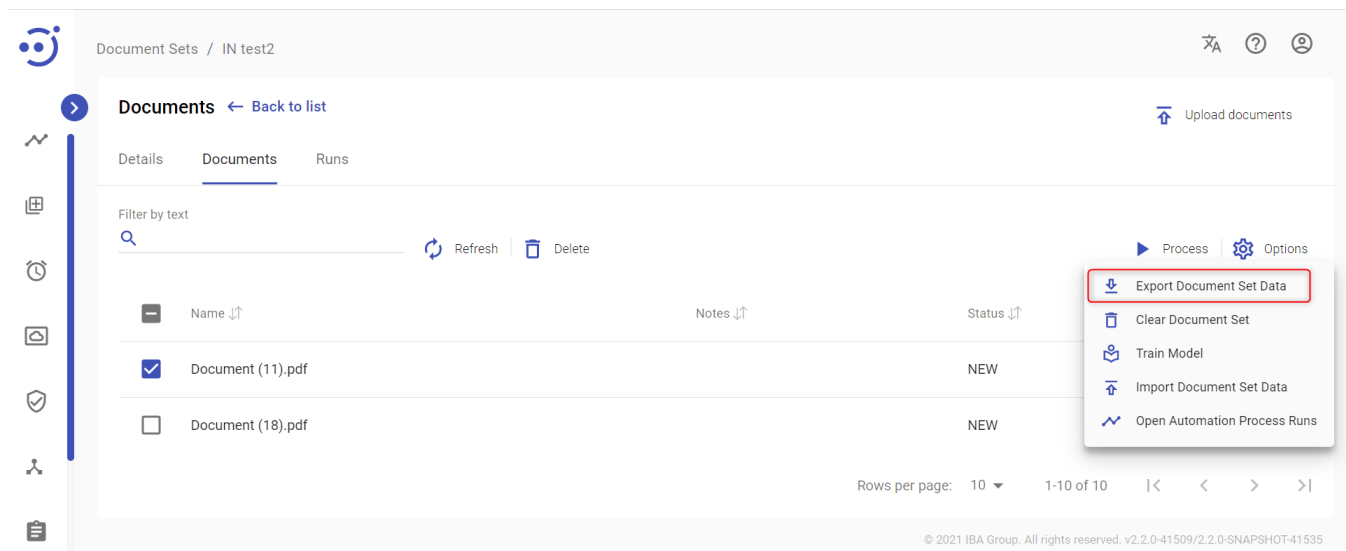 Document Sets / IN test2
Documents ← Back to list
Upload documents
Details Documents Runs
Filter by text
Refresh Delete Process Options
Export Document Set Data
Name Notes Status
Clear Document Set
Train Model
Document (11).pdf NEW
Import Document Set Data
Open Automation Process Runs
Document (18).pdf NEW
Rows per page: 10 1-10 of 10
© 2021 IBA Group. All rights reserved. v2.2.0-41509/2.2.0-SNAPSHOT-41535